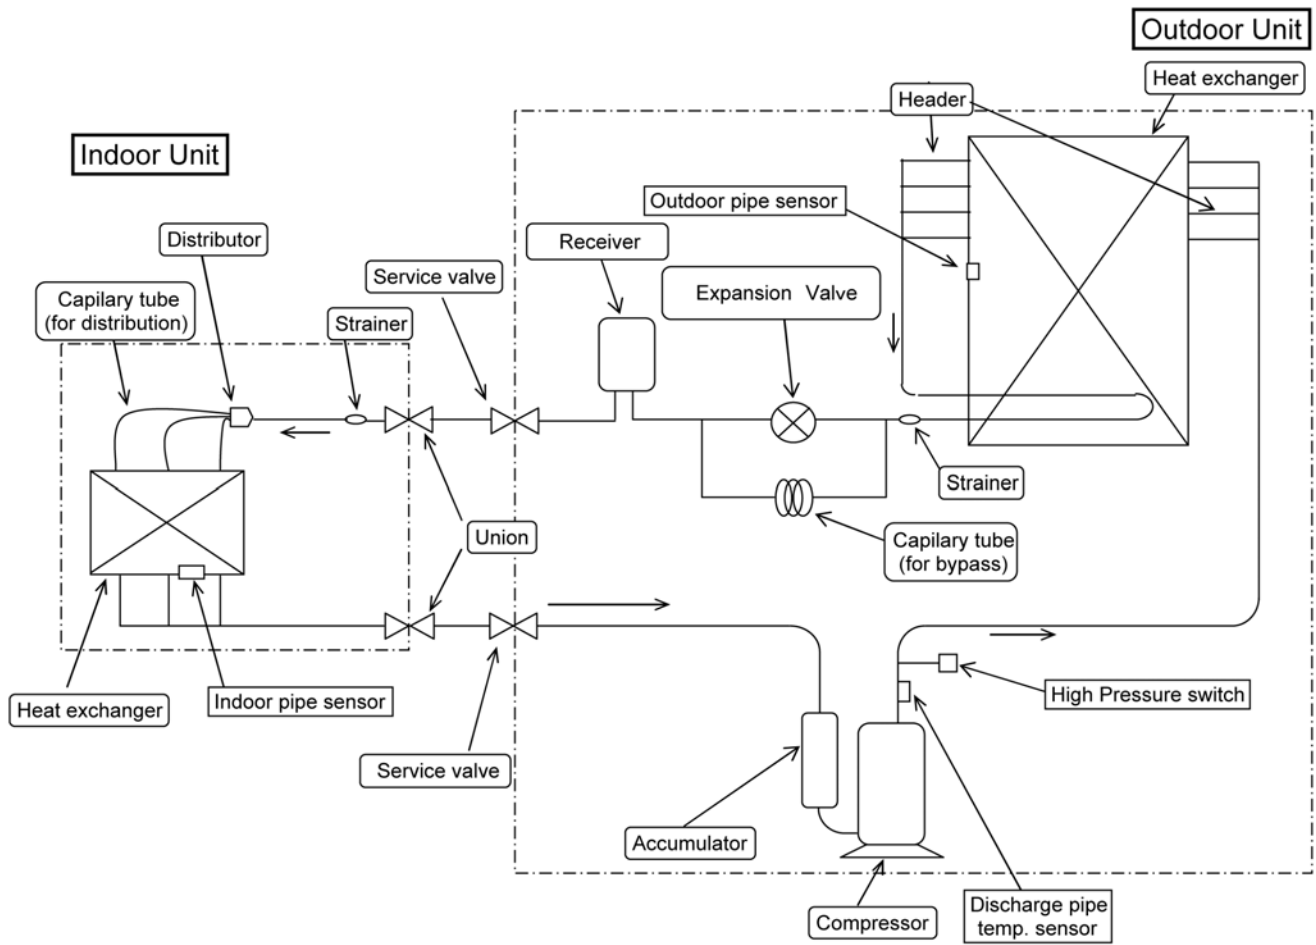 Outdoor Unit
Heat exchanger
Header
Indoor Unit
Outdoor pipe sensor
Distributor
Receiver
Service valve
Capilary tube
(for distribution)
Strainer
Expansion Valve
Strainer
Union
Capilary tube
(for bypass)
Heat exchanger
Indoor pipe sensor
High Pressure switch
Service valve
Accumulator
Compressor
Discharge pipe
temp. sensor